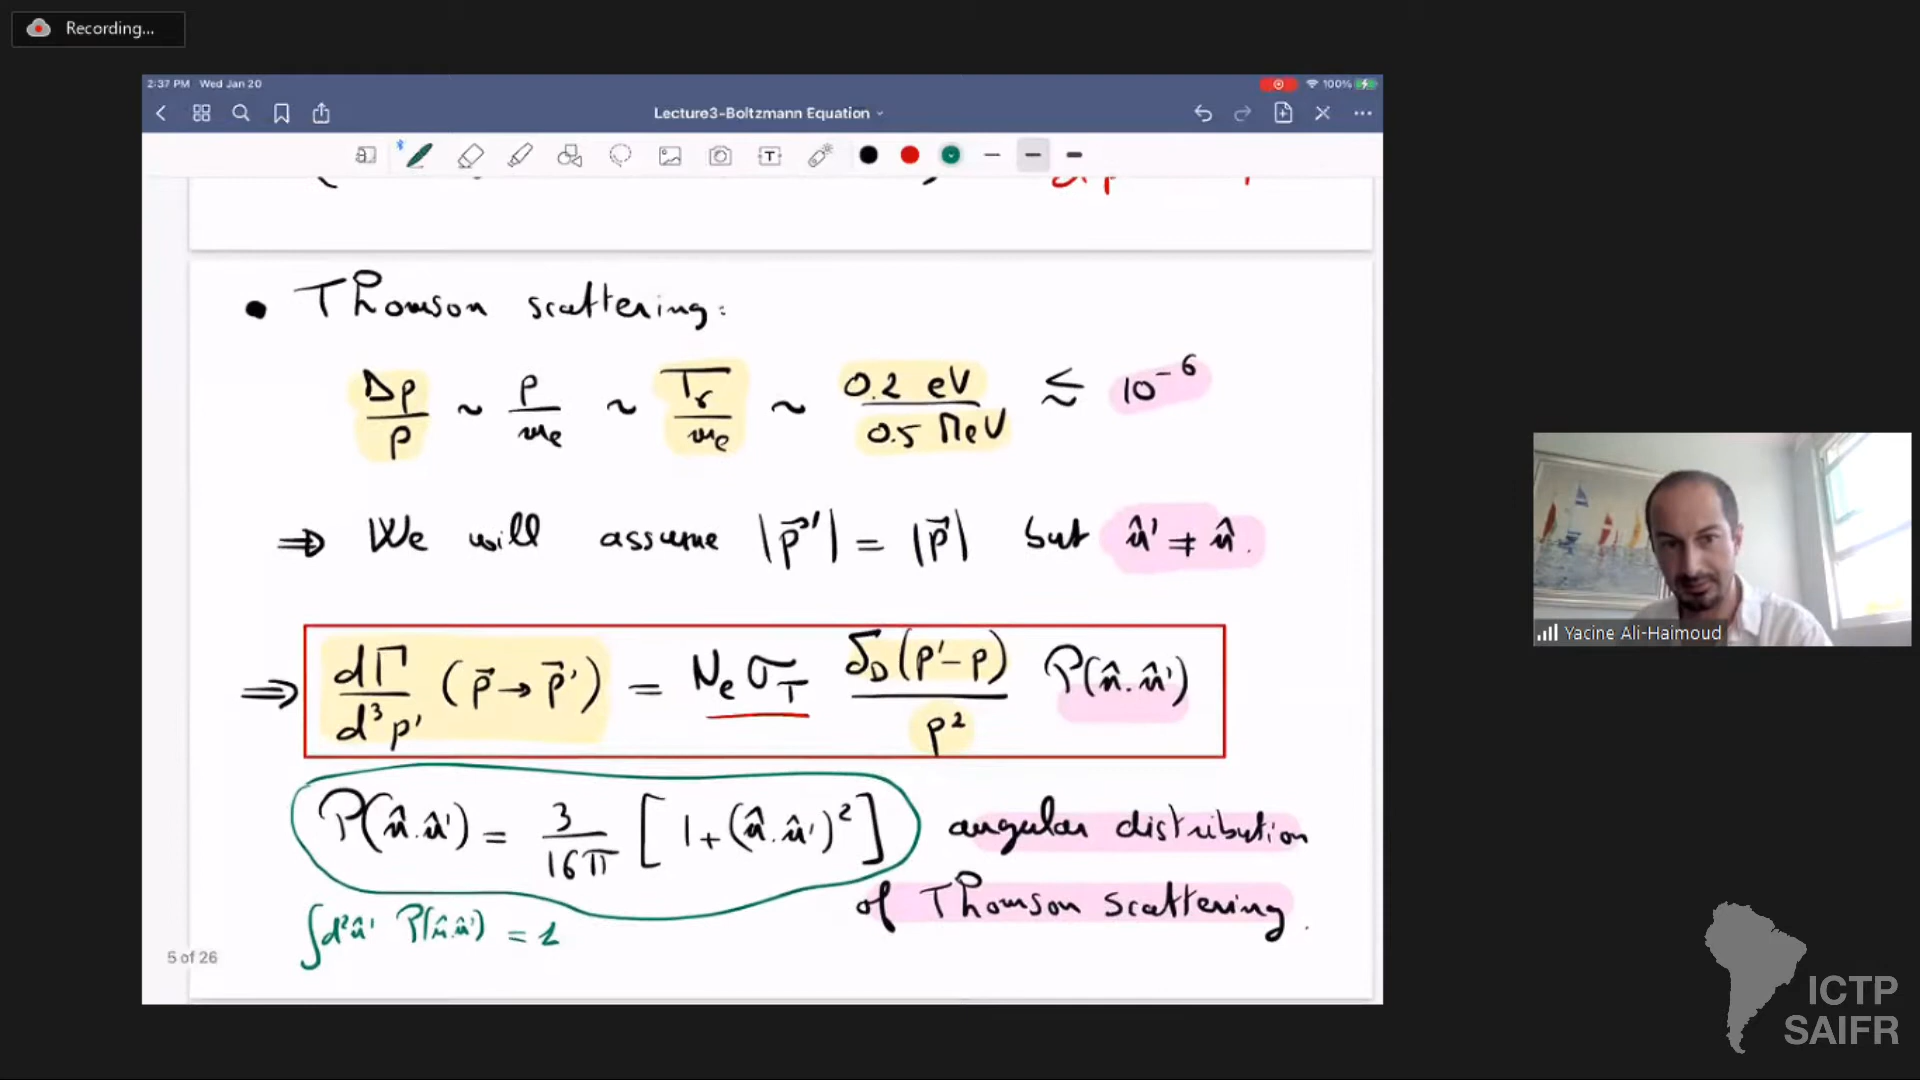 Recording...
2:37 PM Wed Jan 20
100%
Lecture3-Boltzmann Equation
• Thomson scattering:
Δp/p ~ p/me ~ Tr/me ~ 0.2 eV/0.5 MeV ≲ 10⁻⁶
⇒ We will assume |p⃗'| = |p⃗| but n̂' ≠ n̂.
⇒ dΓ/d³p' (p⃗ → p⃗') = Ne σT δD(p'-p)/p² P(n̂.n̂')
P(n̂.n̂') = 3/16π [1+(n̂.n̂')²] angular distribution
of Thomson scattering.
∫d²n̂' P(n̂.n̂') = 1
5 of 26
Yacine Ali-Haimoud
ICTP
SAIFR